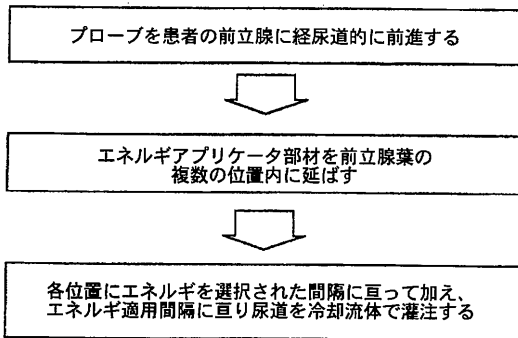 プローブを患者の前立腺に経尿道的に前進する
エネルギアプリケータ部材を前立腺葉の
複数の位置内に延ばす
各位置にエネルギを選択された間隔に亘って加え、
エネルギ適用間隔に亘り尿道を冷却流体で灌注する